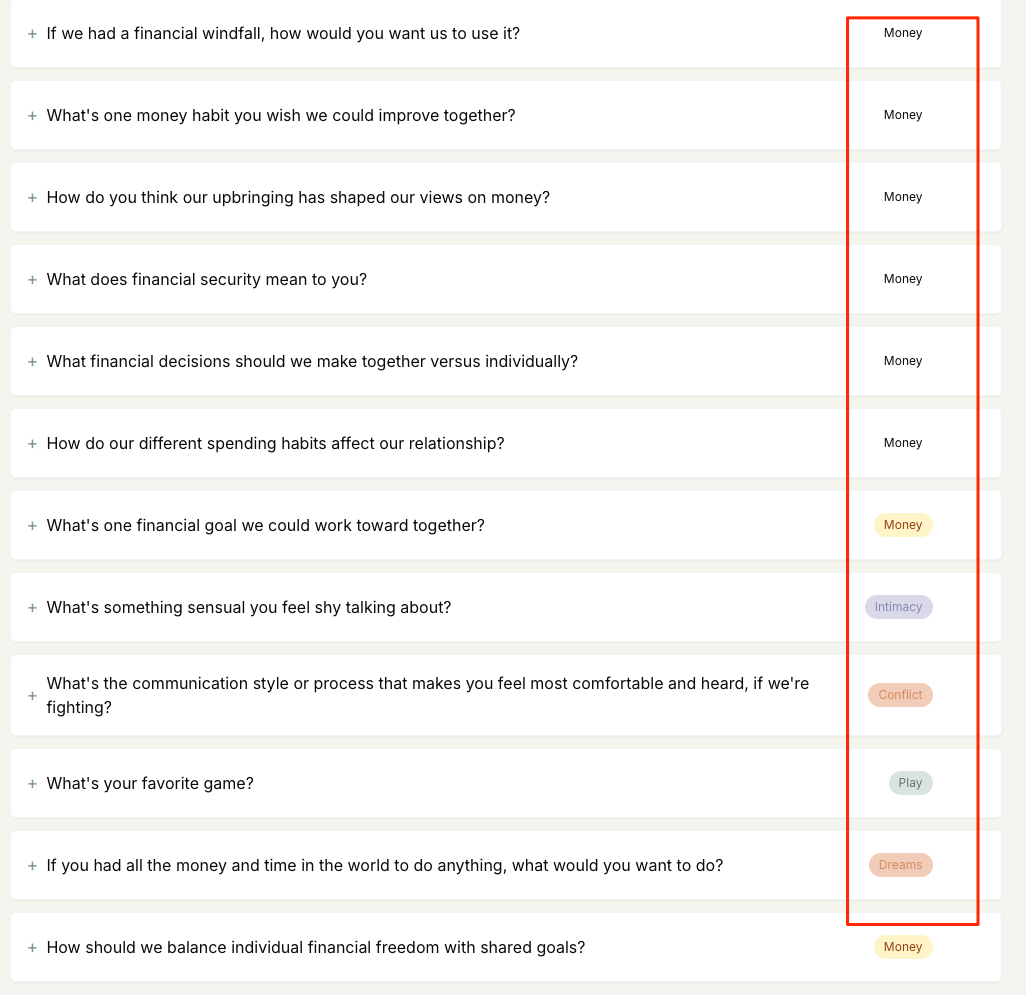 + If we had a financial windfall, how would you want us to use it? Money
+ What's one money habit you wish we could improve together? Money
+ How do you think our upbringing has shaped our views on money? Money
+ What does financial security mean to you? Money
+ What financial decisions should we make together versus individually? Money
+ How do our different spending habits affect our relationship? Money
+ What's one financial goal we could work toward together? Money
+ What's something sensual you feel shy talking about? Intimacy
+ What's the communication style or process that makes you feel most comfortable and heard, if we're
fighting? Conflict
+ What's your favorite game? Play
+ If you had all the money and time in the world to do anything, what would you want to do? Dreams
+ How should we balance individual financial freedom with shared goals? Money